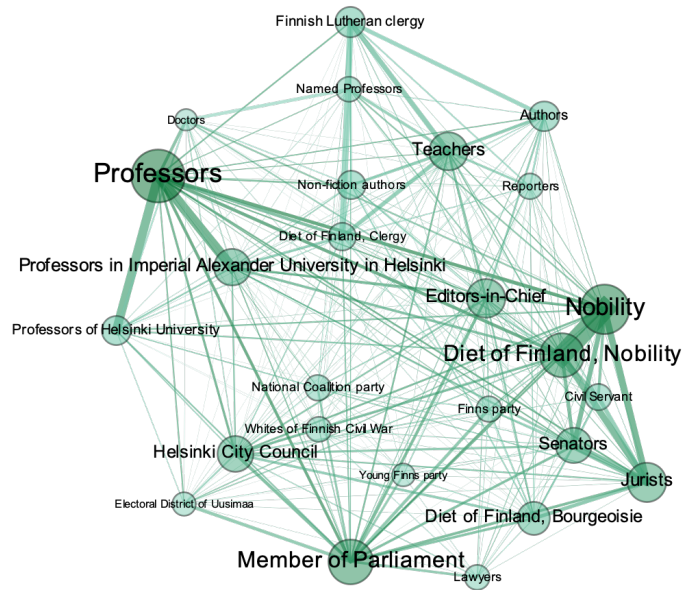 Finnish Lutheran clergy
Named Professors
Authors
Doctors
Teachers
Professors
Non-fiction authors
Reporters
Diet of Finland, Clergy
Professors in Imperial Alexander University in Helsinki
Editors-in-Chief
Nobility
Professors of Helsinki University
Diet of Finland, Nobility
National Coalition party
Civil Servant
Finns party
Whites of Finnish Civil War
Helsinki City Council
Senators
Young Finns party
Jurists
Electoral District of Uusimaa
Diet of Finland, Bourgeoisie
Member of Parliament
Lawyers